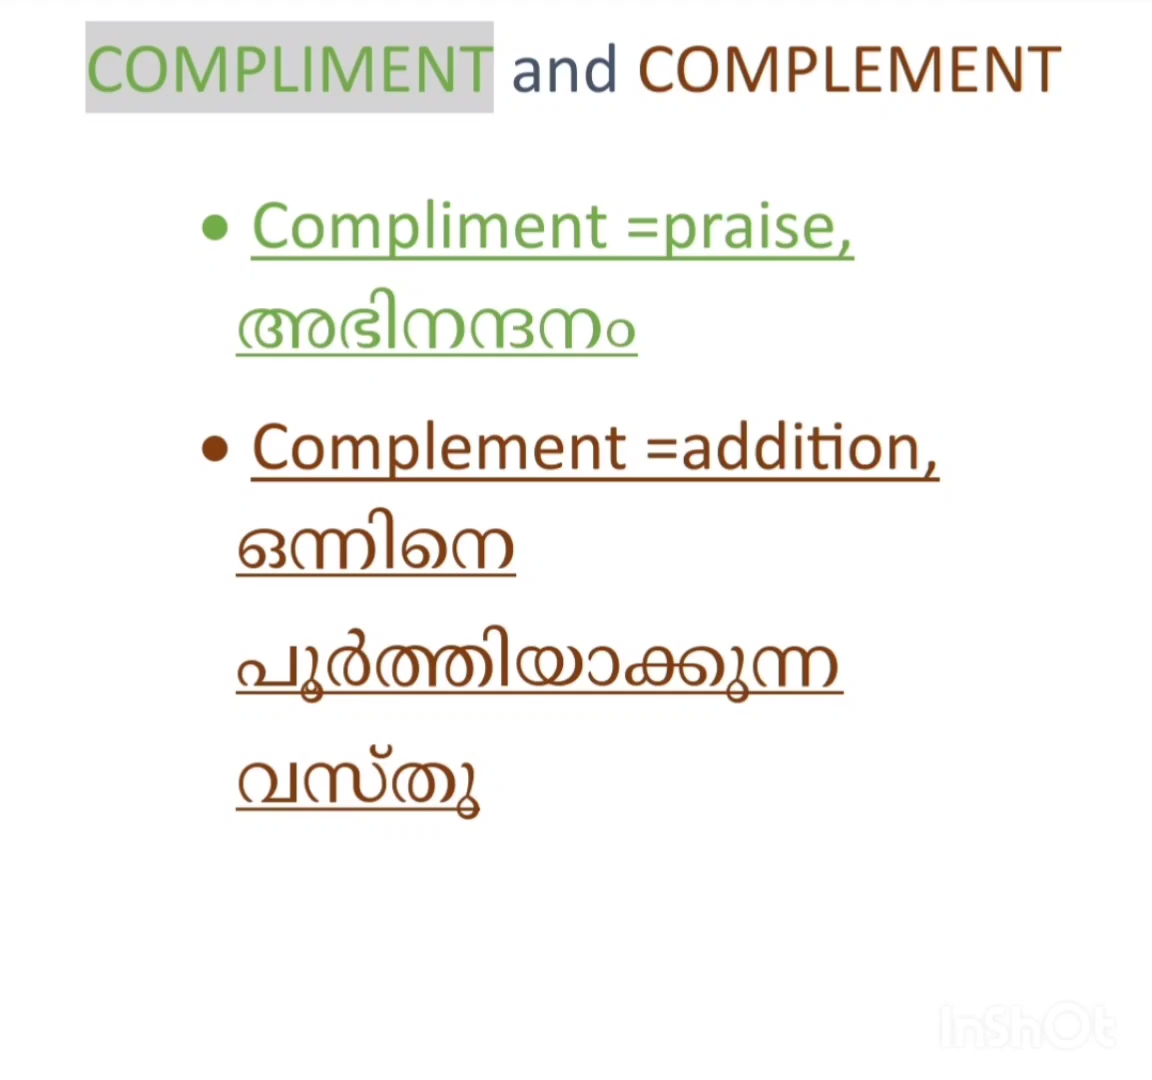 COMPLIMENT and COMPLEMENT
• Compliment =praise,
അഭിനന്ദനം
• Complement =addition,
ഒന്നിനെ
പൂർത്തിയാക്കുന്ന
വസ്തു
InShOt